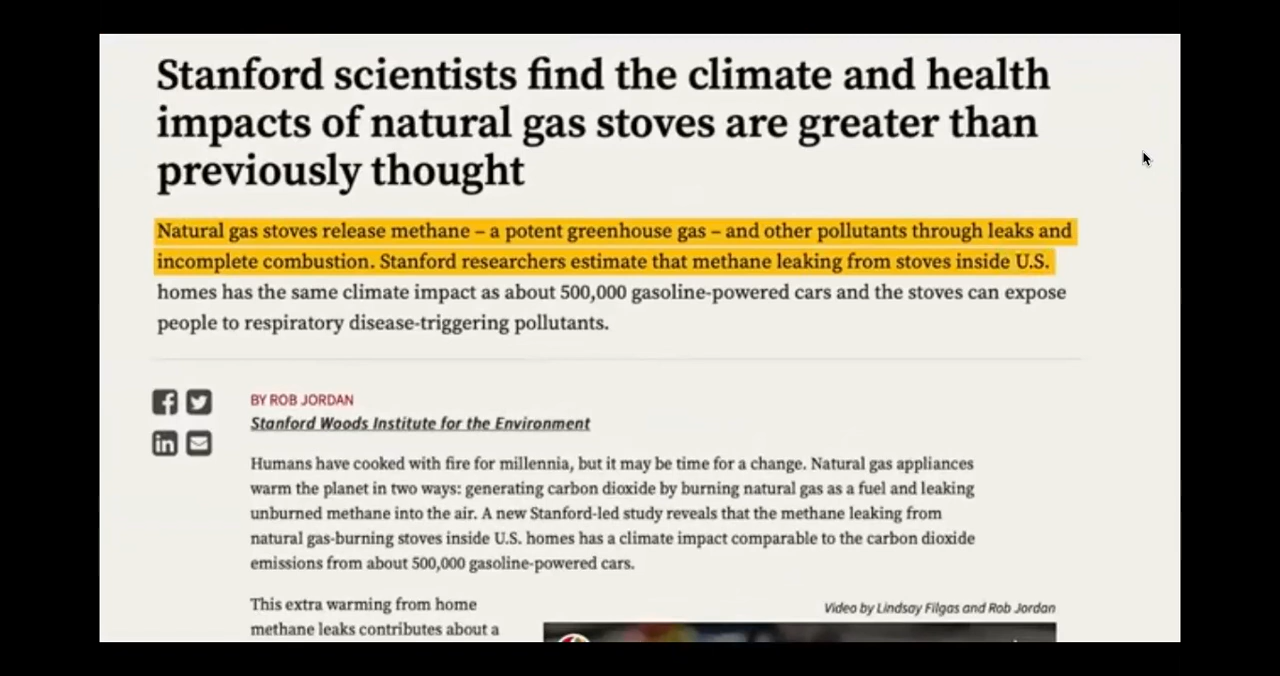 Stanford scientists find the climate and health
impacts of natural gas stoves are greater than
previously thought
Natural gas stoves release methane – a potent greenhouse gas – and other pollutants through leaks and
incomplete combustion. Stanford researchers estimate that methane leaking from stoves inside U.S.
homes has the same climate impact as about 500,000 gasoline-powered cars and the stoves can expose
people to respiratory disease-triggering pollutants.
BY ROB JORDAN
Stanford Woods Institute for the Environment
Humans have cooked with fire for millennia, but it may be time for a change. Natural gas appliances
warm the planet in two ways: generating carbon dioxide by burning natural gas as a fuel and leaking
unburned methane into the air. A new Stanford-led study reveals that the methane leaking from
natural gas-burning stoves inside U.S. homes has a climate impact comparable to the carbon dioxide
emissions from about 500,000 gasoline-powered cars.
This extra warming from home
methane leaks contributes about a
Video by Lindsay Filgas and Rob Jordan